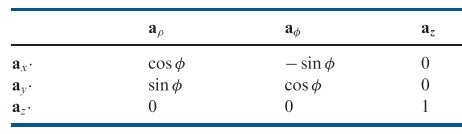 a_ρ a_ϕ a_z
a_x· cos ϕ − sin ϕ 0
a_y· sin ϕ cos ϕ 0
a_z· 0 0 1